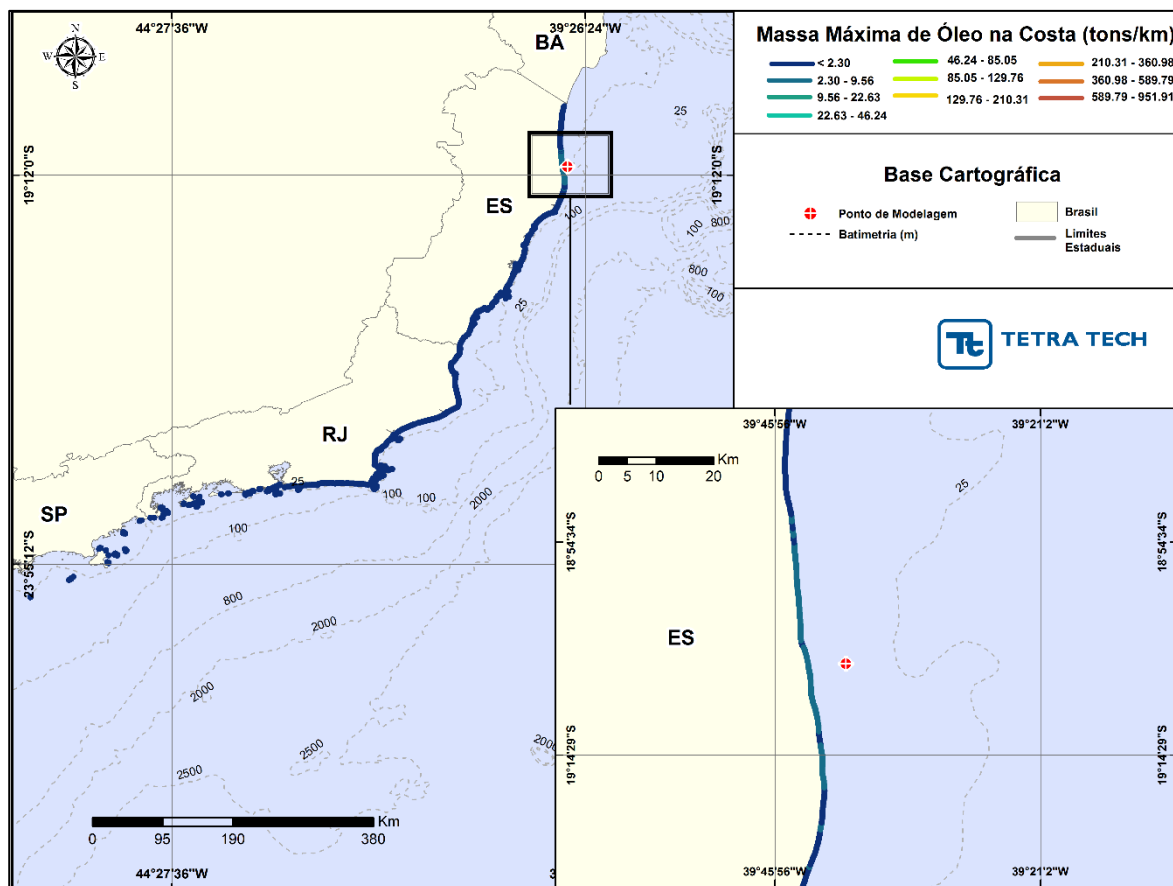 44°27'36"W
39°26'24"W
N
W
E
S
BA
25
19°12'0"S
19°12'0"S
ES
100
100
800
800
100
25
RJ
25
100
100
100
2000
SP
100
23°55'12"S
800
2000
2000
2000
2500
2500
Km
0 95 190 380
44°27'36"W
Massa Máxima de Óleo na Costa (tons/km)
< 2.30
46.24 - 85.05
210.31 - 360.98
2.30 - 9.56
85.05 - 129.76
360.98 - 589.79
9.56 - 22.63
129.76 - 210.31
589.79 - 951.91
22.63 - 46.24
Base Cartográfica
Ponto de Modelagem
Brasil
Batimetria (m)
Limites
Estaduais
Tt TETRA TECH
39°45'56"W
39°21'2"W
Km
0 5 10 20
25
18°54'34"S
18°54'34"S
ES
19°14'29"S
19°14'29"S
39°45'56"W
39°21'2"W